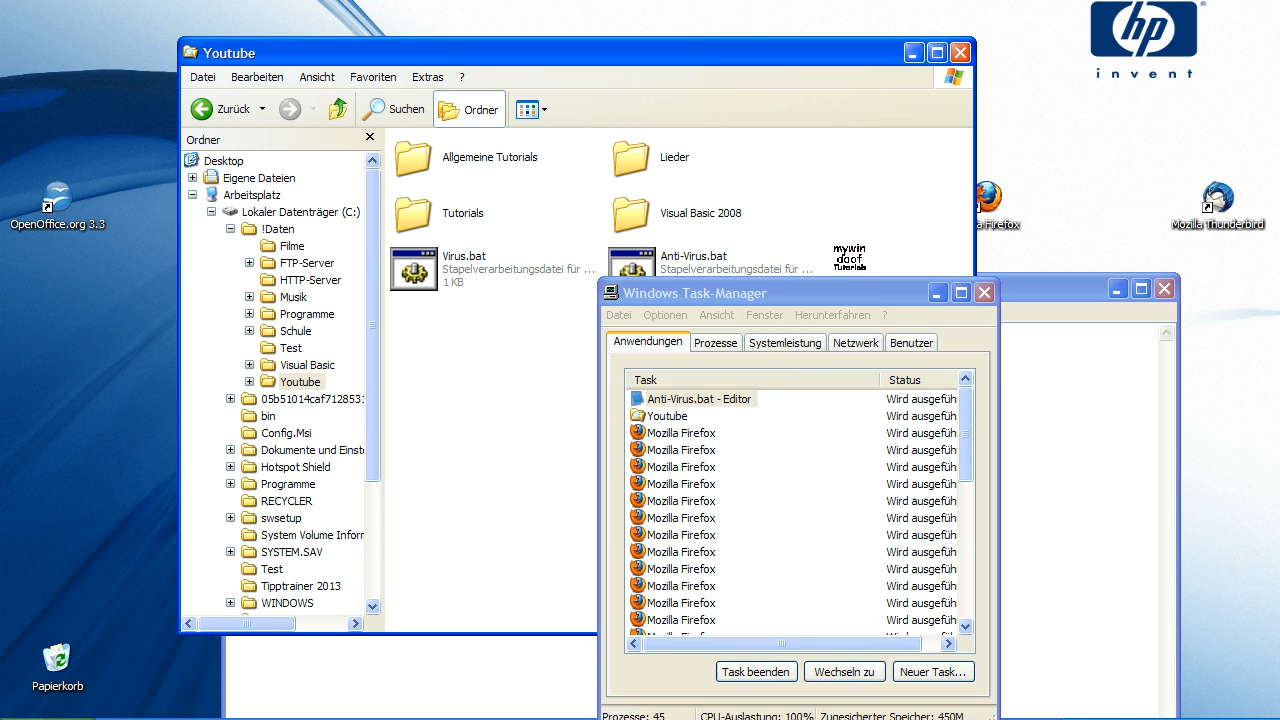 Youtube
Datei Bearbeiten Ansicht Favoriten Extras ?
Zurück Suchen Ordner
Ordner
Desktop
Eigene Dateien
Arbeitsplatz
Lokaler Datenträger (C:)
!Daten
Filme
FTP-Server
HTTP-Server
Musik
Programme
Schule
Test
Visual Basic
Youtube
05b51014caf7128531
bin
Config.Msi
Dokumente und Einst
Hotspot Shield
Programme
RECYCLER
swsetup
System Volume Inform
SYSTEM.SAV
Test
Tipptrainer 2013
WINDOWS
Allgemeine Tutorials
Lieder
Tutorials
Visual Basic 2008
Virus.bat
Stapelverarbeitungsdatei für ...
1 KB
Anti-Virus.bat
Stapelverarbeitungsdatei für ...
mywin
doof
Tutorials
hp
invent
OpenOffice.org 3.3
a Firefox
Mozilla Thunderbird
Papierkorb
Windows Task-Manager
Datei Optionen Ansicht Fenster Herunterfahren ?
Anwendungen Prozesse Systemleistung Netzwerk Benutzer
Task Status
Anti-Virus.bat - Editor Wird ausgefüh
Youtube Wird ausgefüh
Mozilla Firefox Wird ausgefüh
Mozilla Firefox Wird ausgefüh
Mozilla Firefox Wird ausgefüh
Mozilla Firefox Wird ausgefüh
Mozilla Firefox Wird ausgefüh
Mozilla Firefox Wird ausgefüh
Mozilla Firefox Wird ausgefüh
Mozilla Firefox Wird ausgefüh
Mozilla Firefox Wird ausgefüh
Mozilla Firefox Wird ausgefüh
Mozilla Firefox Wird ausgefüh
Mozilla Firefox Wird ausgefüh
Task beenden Wechseln zu Neuer Task...
Prozesse: 45 CPU-Auslastung: 100% Zugesicherter Speicher: 450M